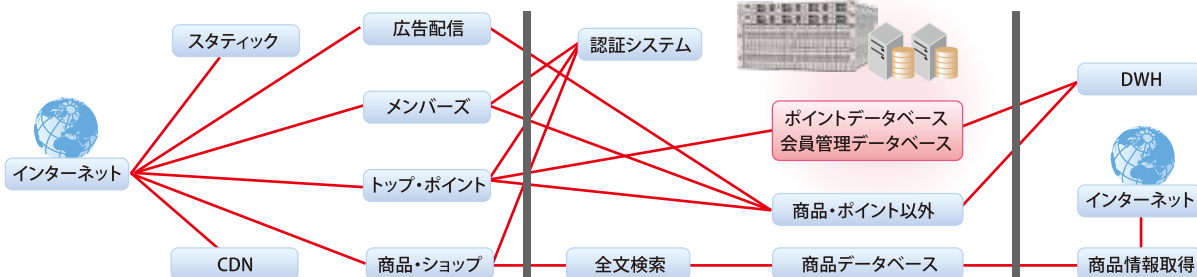 スタティック
広告配信
認証システム
メンバーズ
DWH
ポイントデータベース
会員管理データベース
インターネット
トップ・ポイント
商品・ポイント以外
インターネット
CDN
商品・ショップ
全文検索
商品データベース
商品情報取得